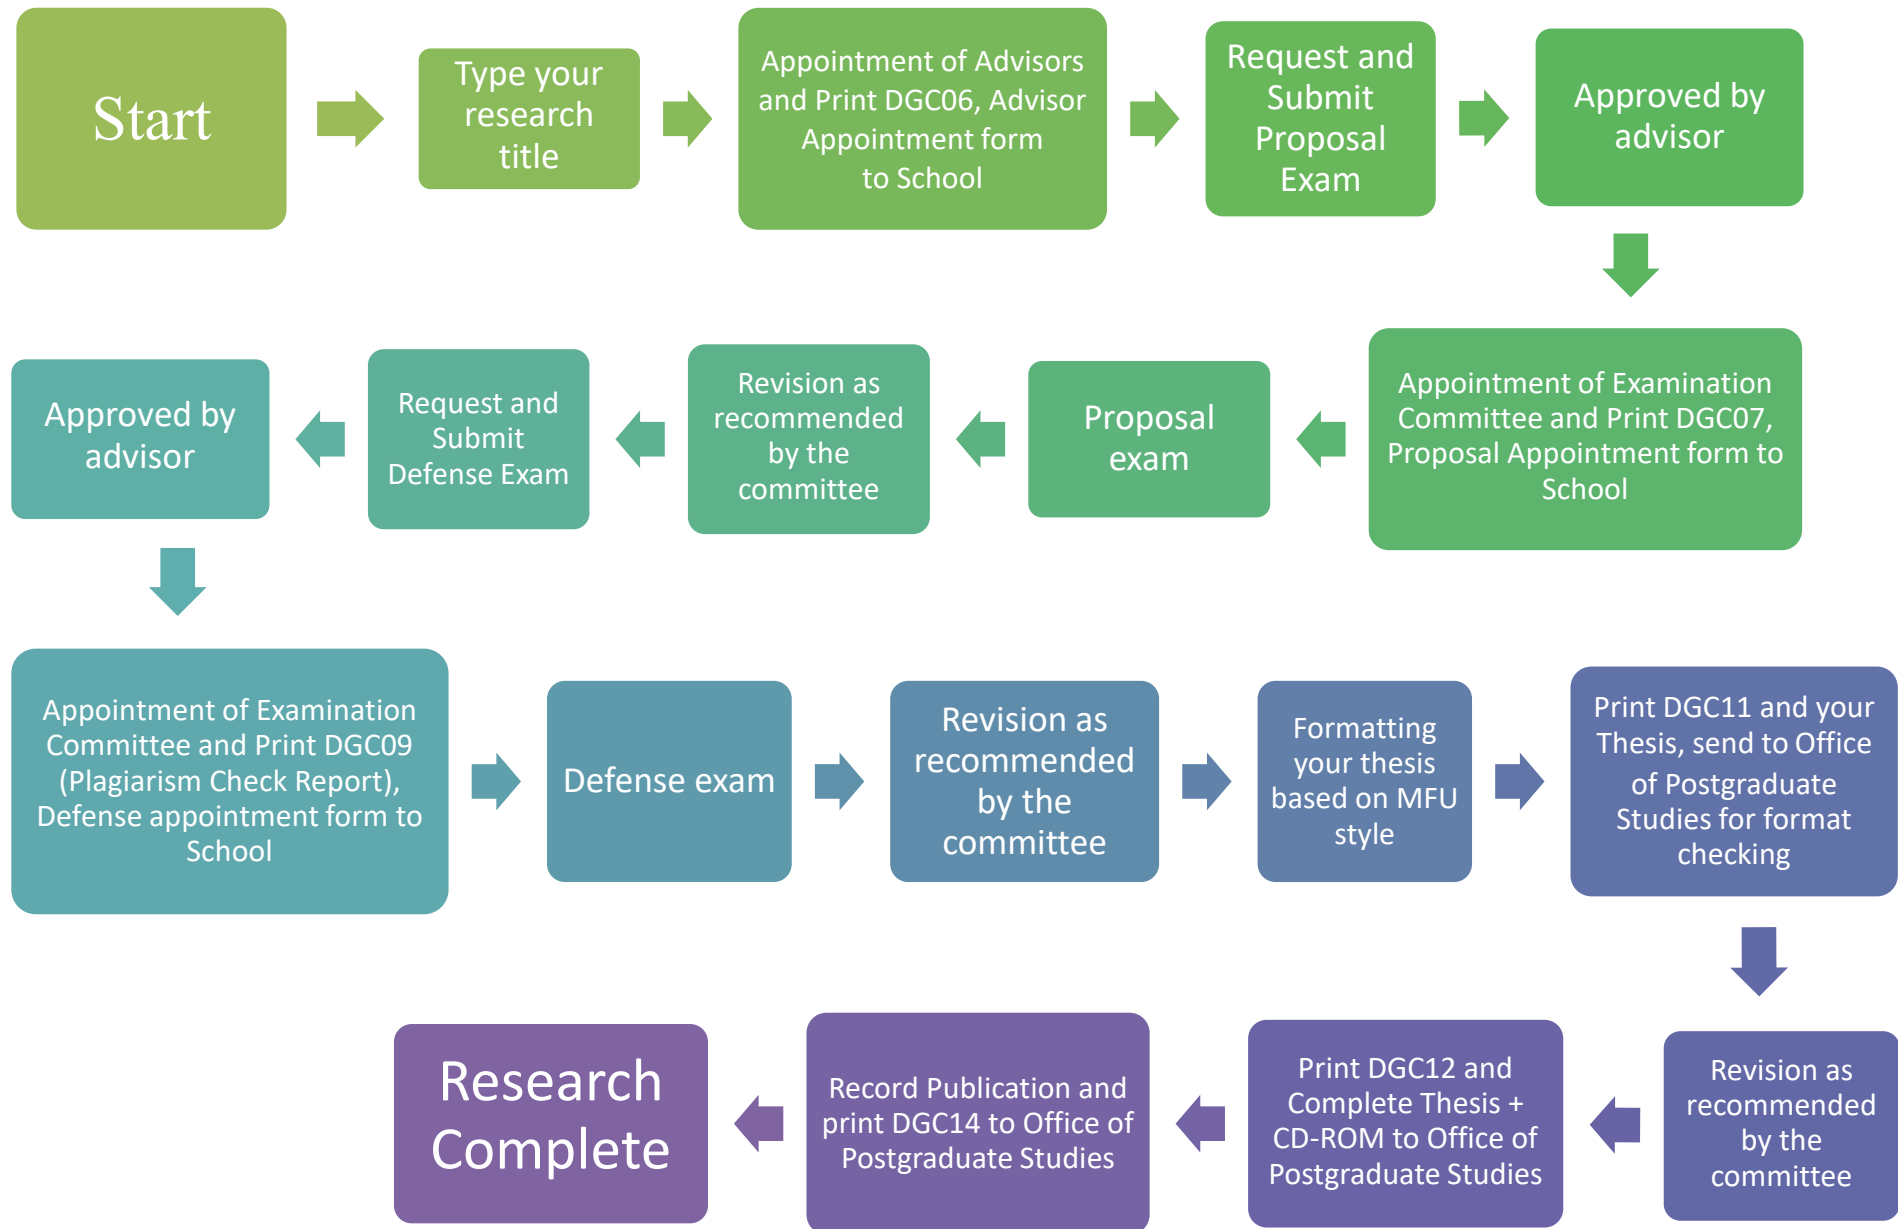 Start
Type your
research
title
Appointment of Advisors
and Print DGC06, Advisor
Appointment form
to School
Request and
Submit
Proposal
Exam
Approved by
advisor
Appointment of Examination
Committee and Print DGC07,
Proposal Appointment form to
School
Proposal
exam
Revision as
recommended
by the
committee
Request and
Submit
Defense Exam
Approved by
advisor
Appointment of Examination
Committee and Print DGC09
(Plagiarism Check Report),
Defense appointment form to
School
Defense exam
Revision as
recommended
by the
committee
Formatting
your thesis
based on MFU
style
Print DGC11 and your
Thesis, send to Office
of Postgraduate
Studies for format
checking
Revision as
recommended
by the
committee
Print DGC12 and
Complete Thesis +
CD-ROM to Office of
Postgraduate Studies
Record Publication and
print DGC14 to Office of
Postgraduate Studies
Research
Complete